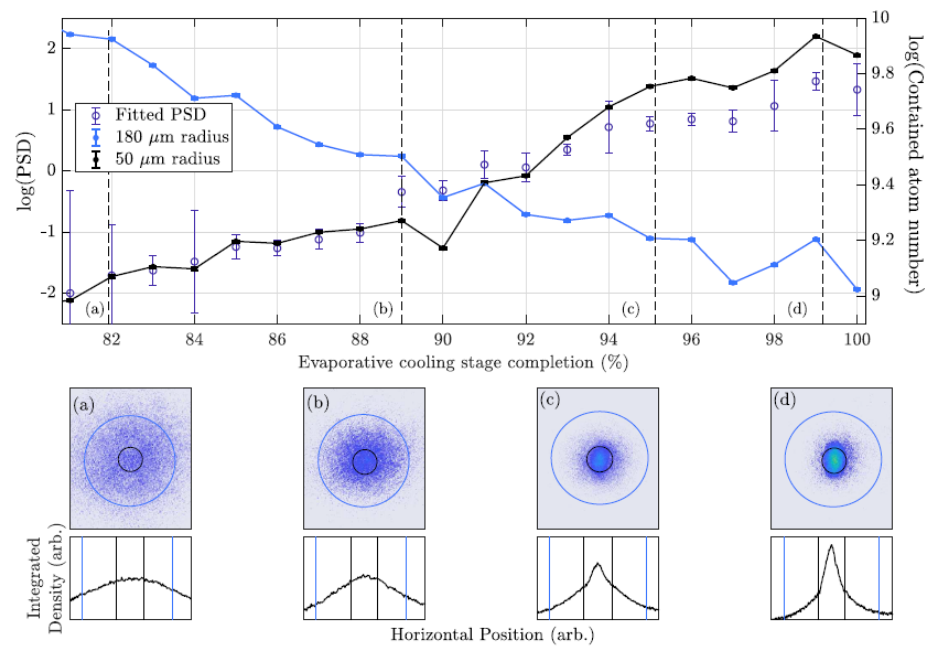 2
1
0
-1
-2
log(PSD)
10
9.8
9.6
9.4
9.2
9
log(Contained atom number)
Fitted PSD
180 μm radius
50 μm radius
(a)
(b)
(c)
(d)
82
84
86
88
90
92
94
96
98
100
Evaporative cooling stage completion (%)
(a)
(b)
(c)
(d)
Integrated
Density (arb.)
Horizontal Position (arb.)